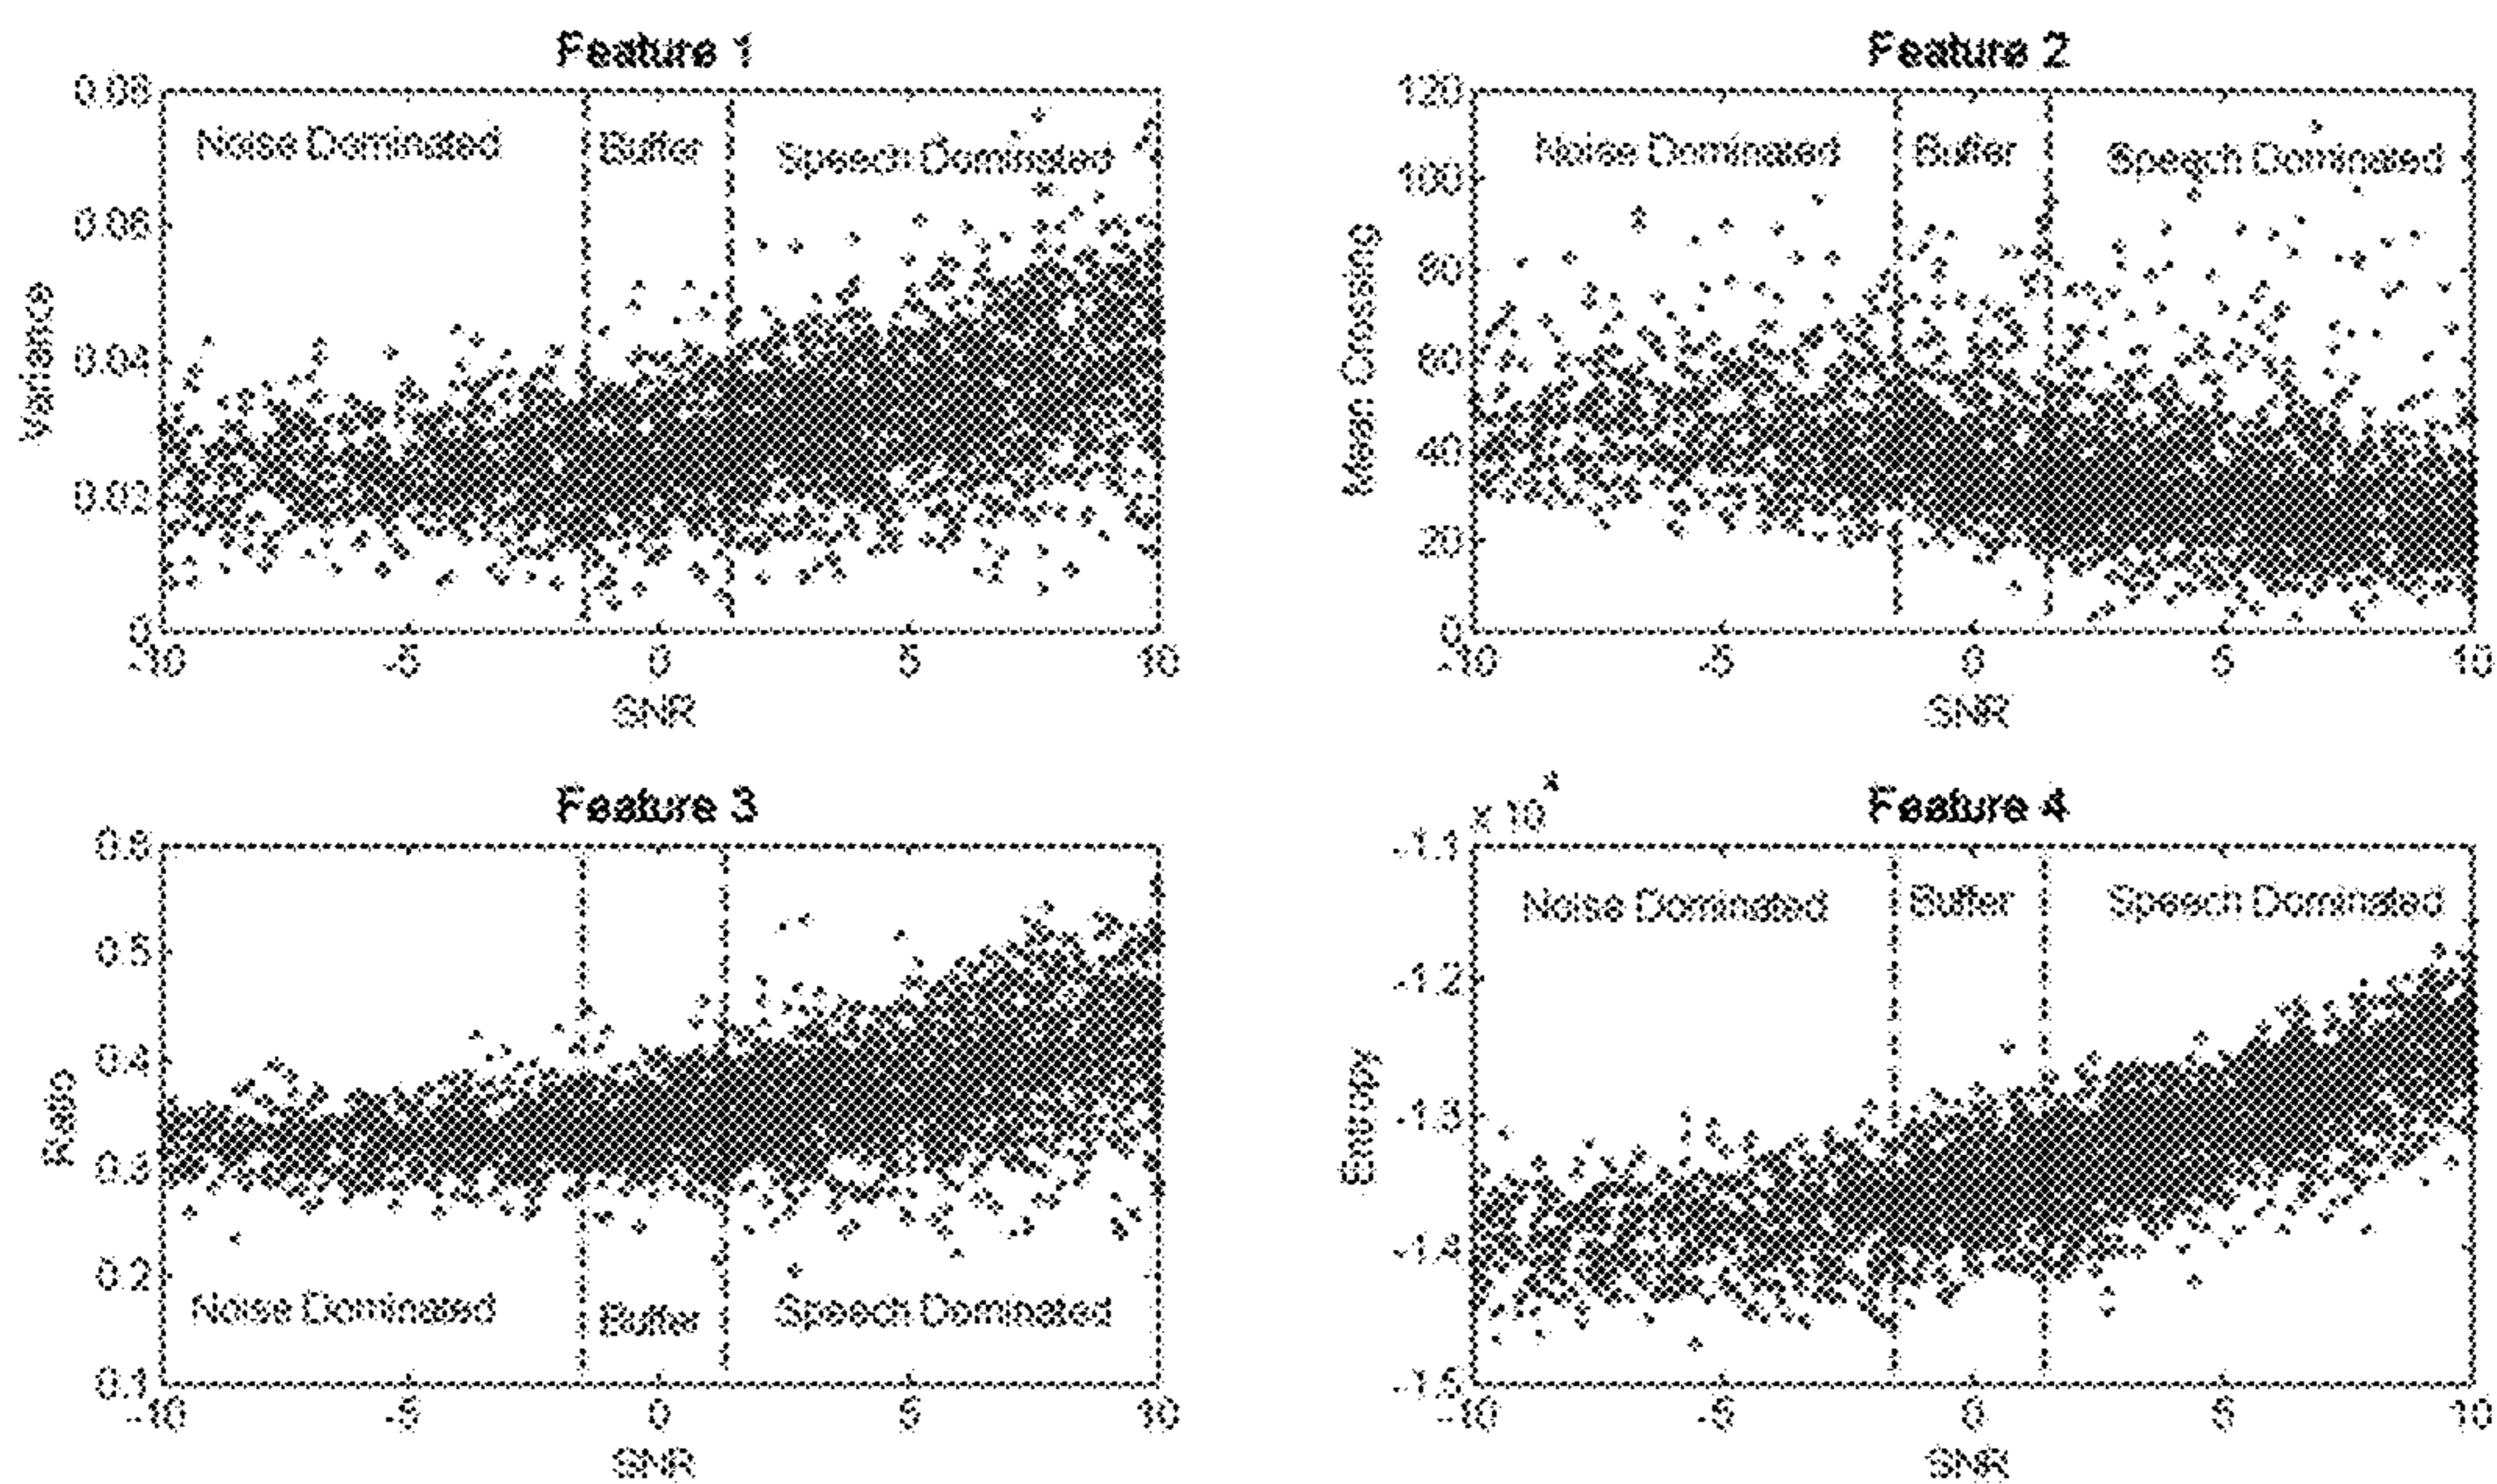 Feature 1
0.08
Noise Dominated
Buffer
Speech Dominated
0.06
0.04
0.02
0
Variance
-10
-5
0
5
10
SNR
Feature 2
120
Noise Dominated
Buffer
Speech Dominated
100
80
60
40
20
0
Mean Crossing
-10
-5
0
5
10
SNR
Feature 3
0.6
0.5
0.4
0.3
0.2
0.1
Ratio
Noise Dominated
Buffer
Speech Dominated
-10
-5
0
5
10
SNR
Feature 4
x 10⁴
-1.1
Noise Dominated
Buffer
Speech Dominated
-1.2
-1.3
-1.4
-1.5
Entropy
-10
-5
0
5
10
SNR